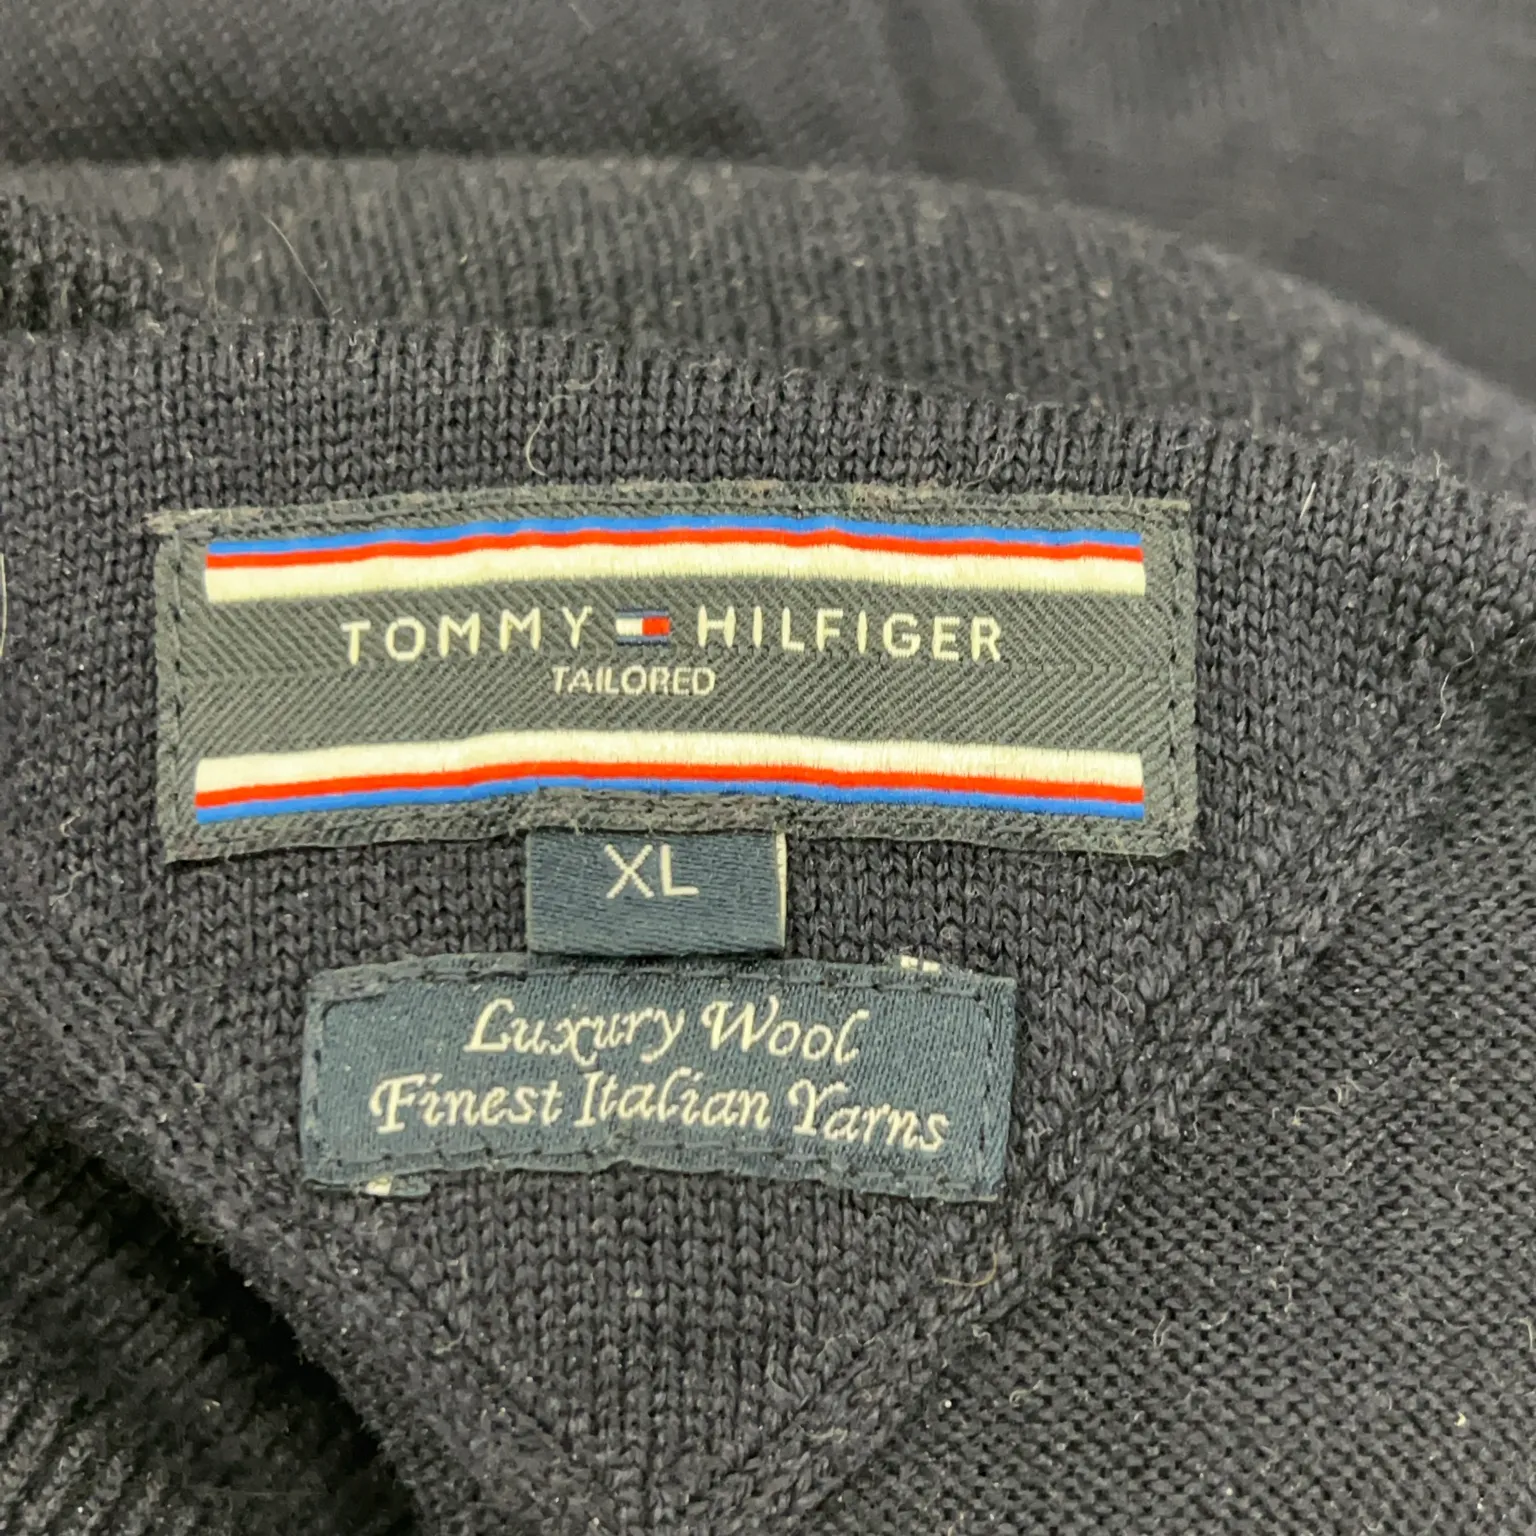 TOMMY HILFIGER
TAILORED
XL
Luxury Wool
Finest Italian Yarns